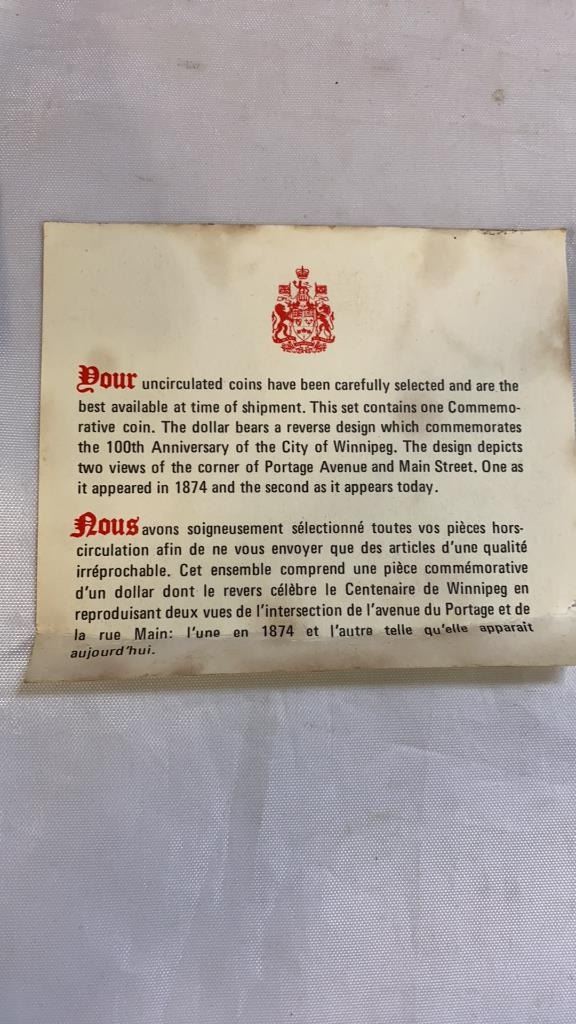 Your uncirculated coins have been carefully selected and are the
best available at time of shipment. This set contains one Commemo-
rative coin. The dollar bears a reverse design which commemorates
the 100th Anniversary of the City of Winnipeg. The design depicts
two views of the corner of Portage Avenue and Main Street. One as
it appeared in 1874 and the second as it appears today.
Nous avons soigneusement sélectionné toutes vos pièces hors-
circulation afin de ne vous envoyer que des articles d'une qualité
irréprochable. Cet ensemble comprend une pièce commémorative
d'un dollar dont le revers célèbre le Centenaire de Winnipeg en
reproduisant deux vues de l'intersection de l'avenue du Portage et de
la rue Main: l'une en 1874 et l'autre telle qu'elle apparait
aujourd'hui.